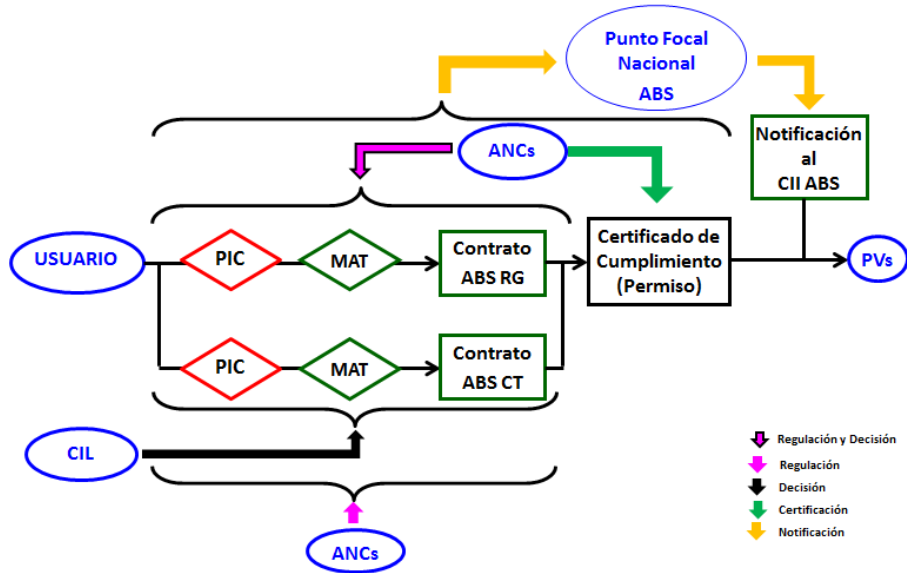 Punto Focal
Nacional
ABS
ANCs
Notificación
al
CII ABS
USUARIO
PIC
MAT
Contrato
ABS RG
Certificado de
Cumplimiento
(Permiso)
PVs
PIC
MAT
Contrato
ABS CT
CIL
ANCs
Regulación y Decisión
Regulación
Decisión
Certificación
Notificación